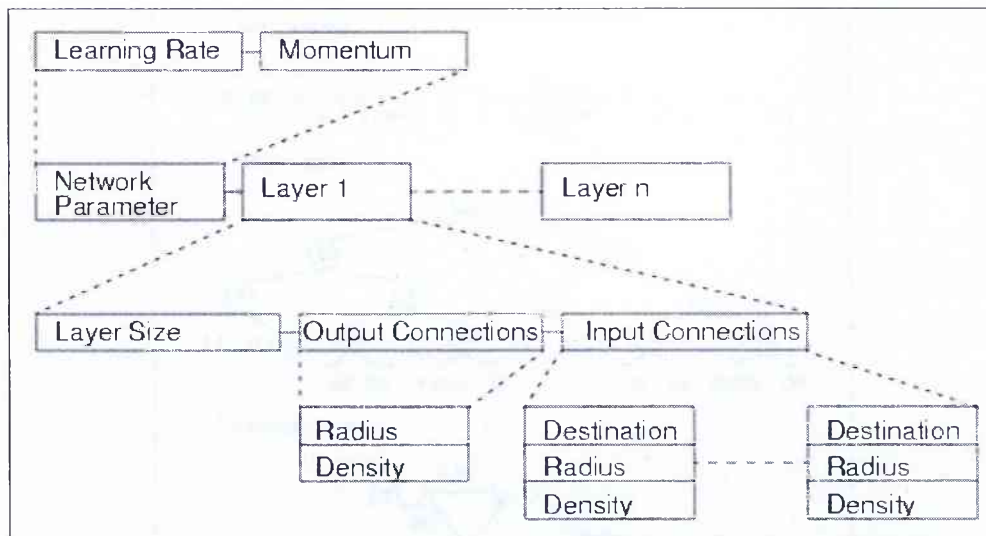 Learning Rate
Momentum
Network
Parameter
Layer 1
Layer n
Layer Size
Output Connections
Input Connections
Radius
Density
Destination
Radius
Density
Destination
Radius
Density